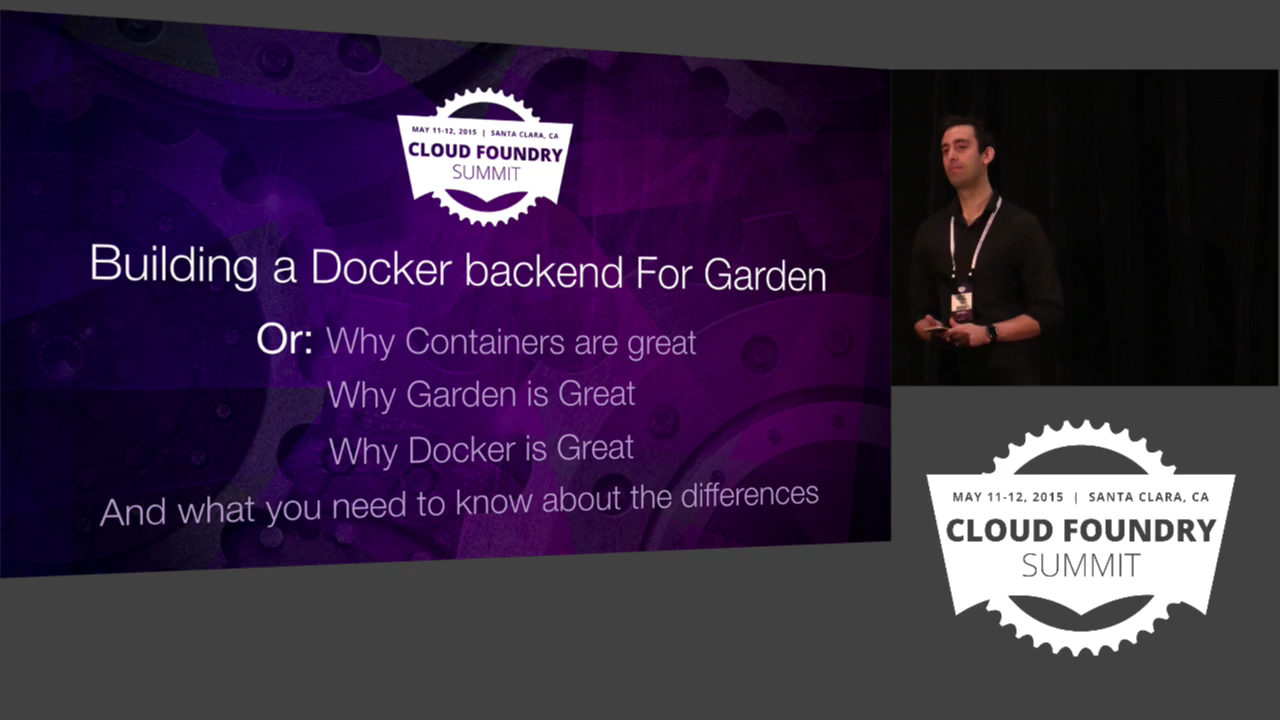 MAY 11-12, 2015 | SANTA CLARA, CA
CLOUD FOUNDRY
SUMMIT
Building a Docker backend For Garden
Or: Why Containers are great
Why Garden is Great
Why Docker is Great
And what you need to know about the differences
MAY 11-12, 2015 | SANTA CLARA, CA
CLOUD FOUNDRY
SUMMIT